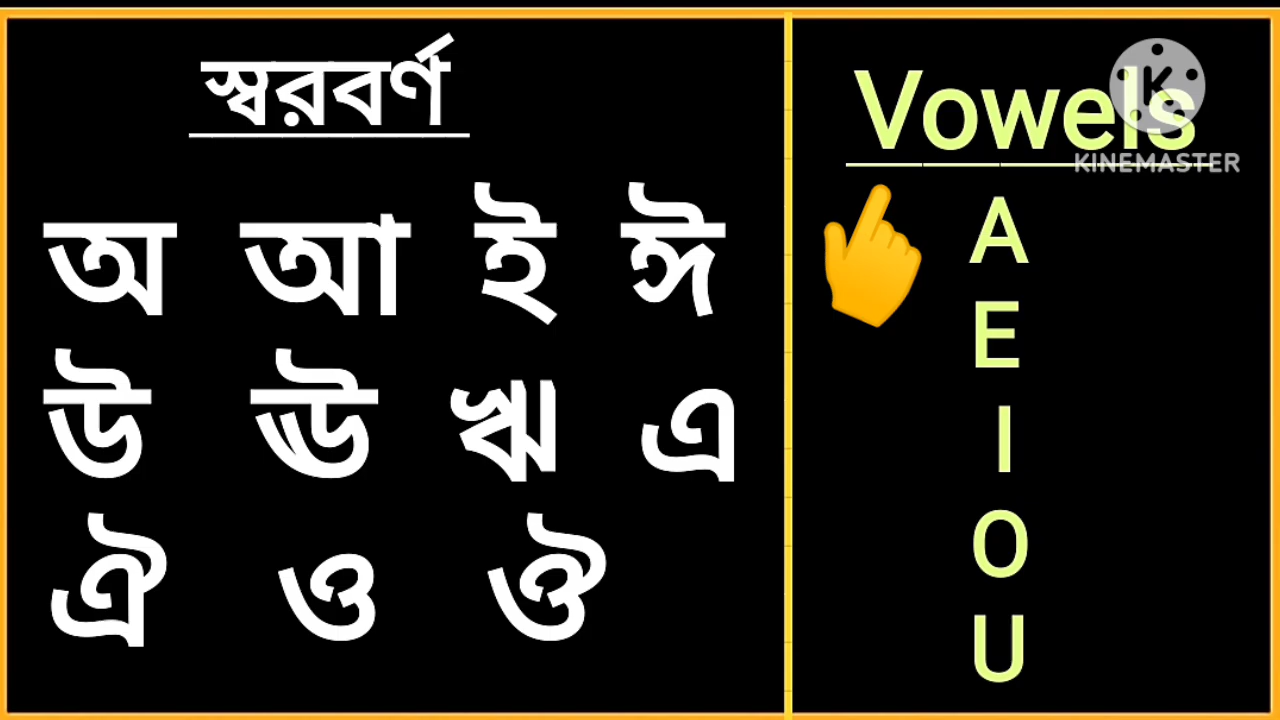 স্বরবর্ণ
অ আ ই ঈ
উ ঊ ঋ এ
ঐ ও ঔ
Vowels
KINEMASTER
A
E
I
O
U